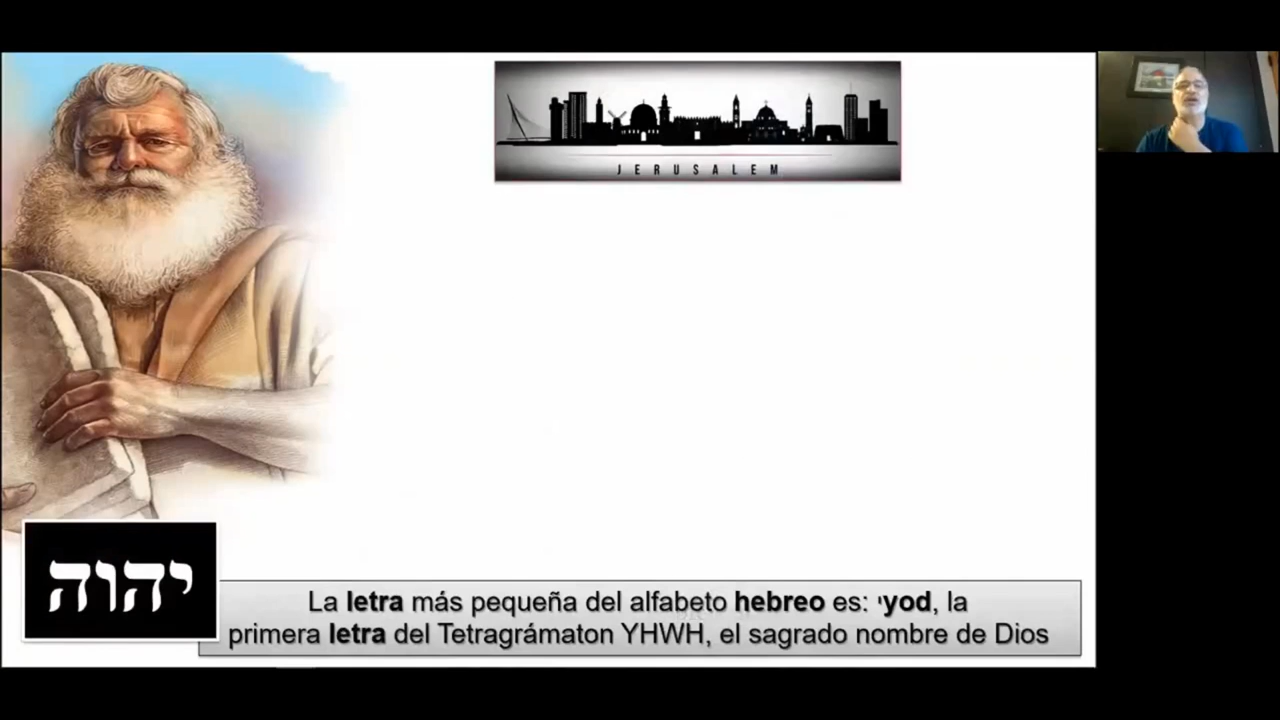 JERUSALEM
יהוה
La letra más pequeña del alfabeto hebreo es: יyod, la
primera letra del Tetragrámaton YHWH, el sagrado nombre de Dios